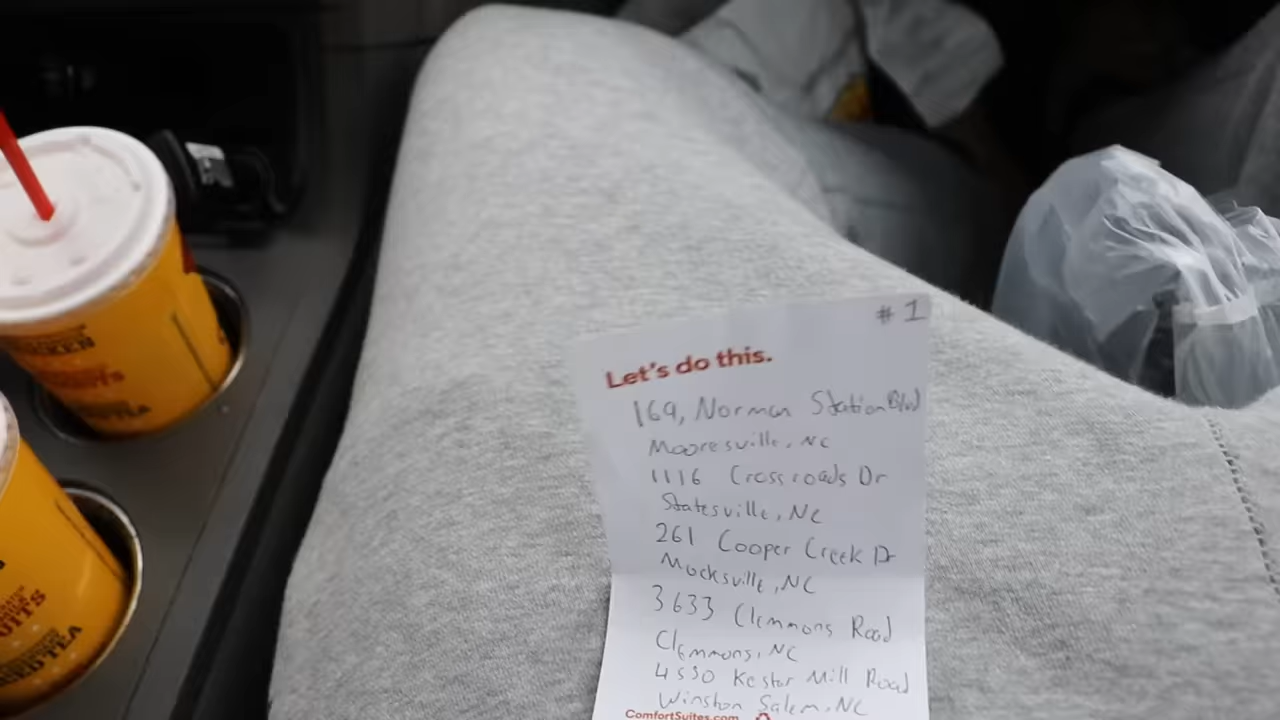 # 1
Let's do this.
169, Norman Station Blvd
Mooresville, NC
1116 Crossroads Dr
Statesville, NC
261 Cooper Creek Dr
Mocksville, NC
3633 Clemmons Road
Clemmons, NC
4530 Kester Mill Road
Winston Salem, NC
ComfortSuites.com